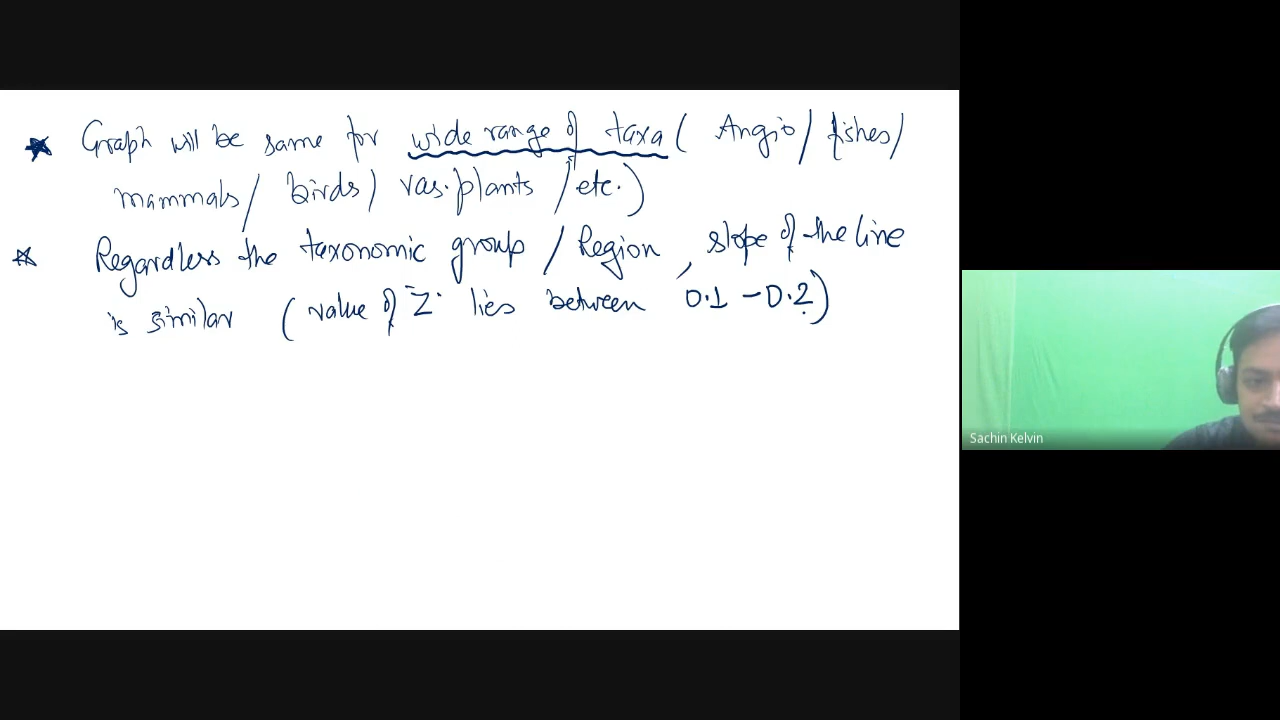 Graph will be same for wide range of taxa ( Angio / fishes /
mammals / birds / vas. plants / etc. )
Regardless the taxonomic group / Region, slope of the line
is similar ( value of Z lies between 0.1 - 0.2 )
Sachin Kelvin